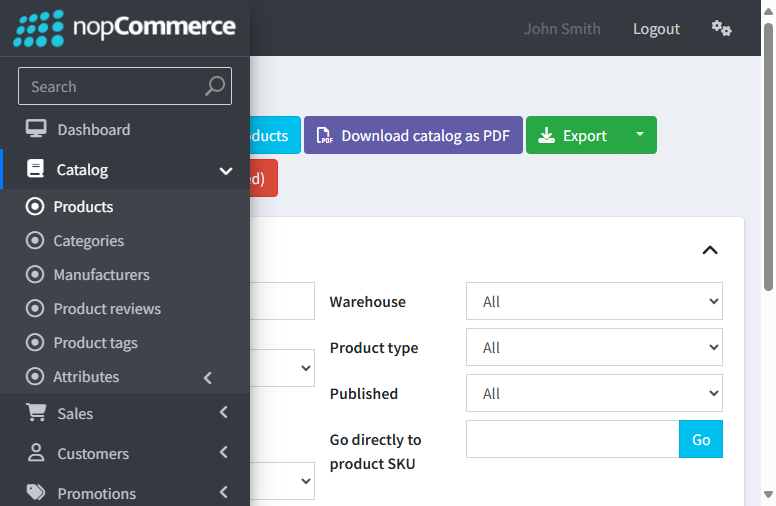 nopCommerce
John Smith
Logout
Search
Dashboard
Catalog
Products
Categories
Manufacturers
Product reviews
Product tags
Attributes
Sales
Customers
Promotions
Download catalog as PDF
Export
Warehouse
All
Product type
All
Published
All
Go directly to
product SKU
Go